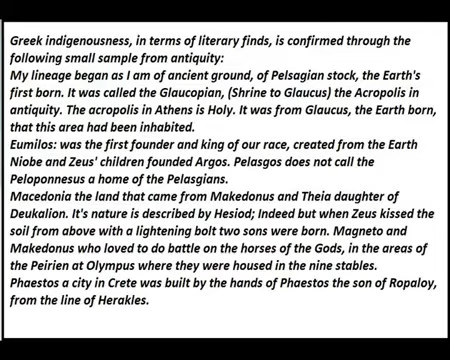 Greek indigenousness, in terms of literary finds, is confirmed through the
following small sample from antiquity:
My lineage began as I am of ancient ground, of Pelsagian stock, the Earth's
first born. It was called the Glaucopian, (Shrine to Glaucus) the Acropolis in
antiquity. The acropolis in Athens is Holy. It was from Glaucus, the Earth born,
that this area had been inhabited.
Eumilos: was the first founder and king of our race, created from the Earth
Niobe and Zeus' children founded Argos. Pelasgos does not call the
Peloponnesus a home of the Pelasgians.
Macedonia the land that came from Makedonus and Theia daughter of
Deukalion. It's nature is described by Hesiod; Indeed but when Zeus kissed the
soil from above with a lightening bolt two sons were born. Magneto and
Makedonus who loved to do battle on the horses of the Gods, in the areas of
the Peirien at Olympus where they were housed in the nine stables.
Phaestos a city in Crete was built by the hands of Phaestos the son of Ropaloy,
from the line of Herakles.